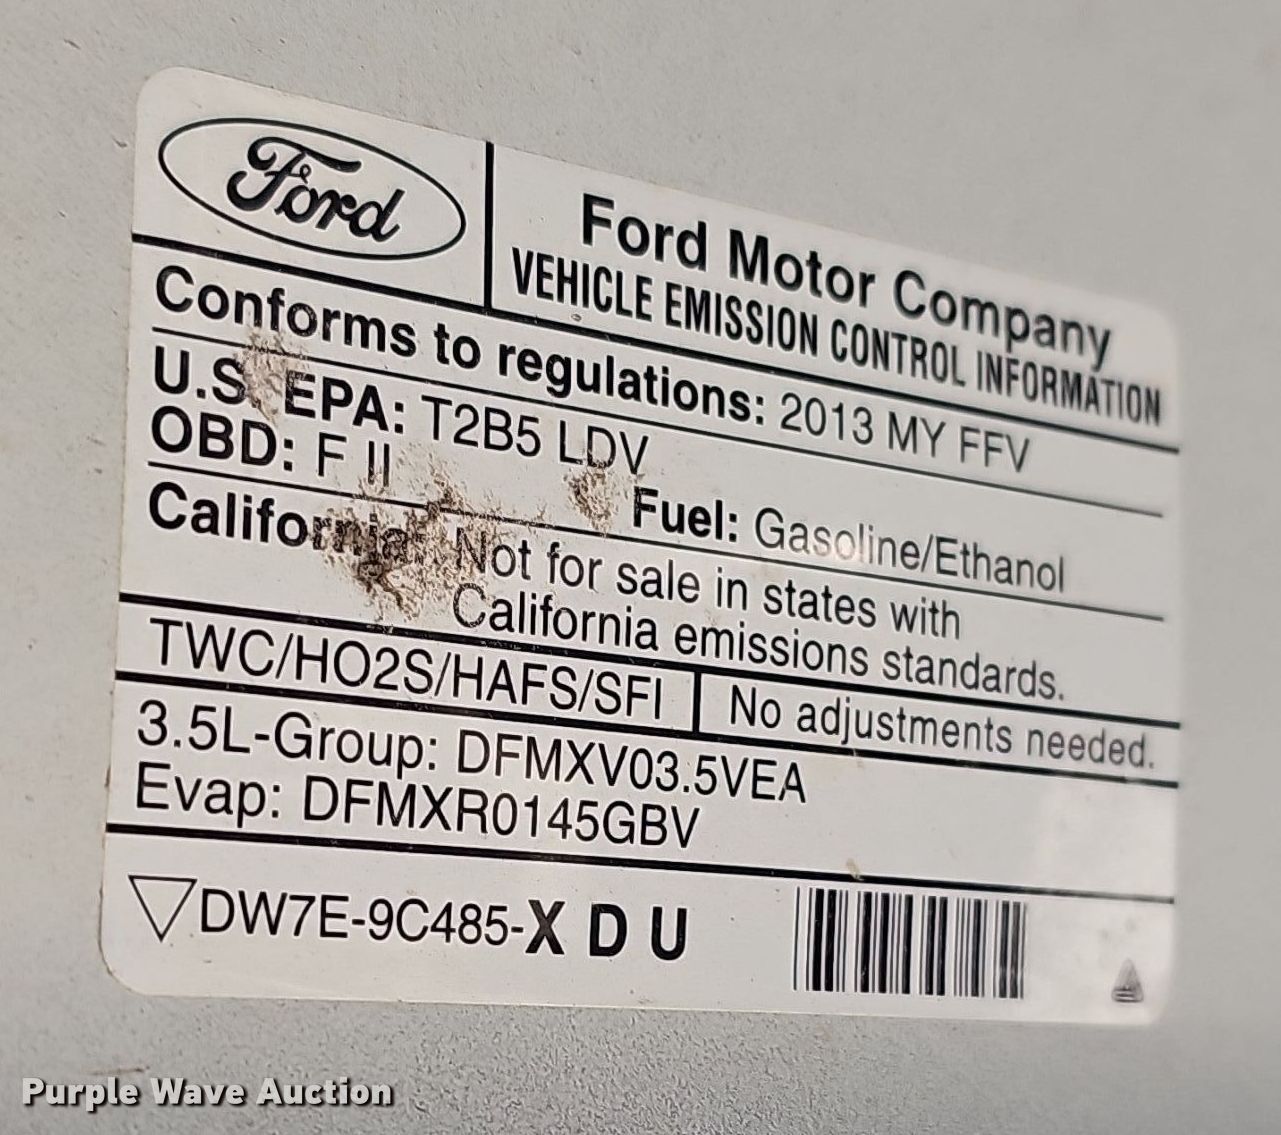 Ford
Ford Motor Company
VEHICLE EMISSION CONTROL INFORMATION
Conforms to regulations: 2013 MY FFV
U.S. EPA: T2B5 LDV
OBD: F II
Fuel: Gasoline/Ethanol
California: Not for sale in states with
California emissions standards.
TWC/HO2S/HAFS/SFI
No adjustments needed.
3.5L-Group: DFMXV03.5VEA
Evap: DFMXR0145GBV
DW7E-9C485-X D U
Purple Wave Auction